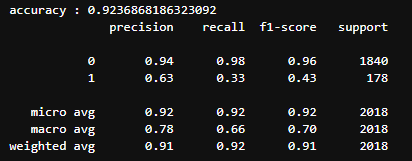 accuracy : 0.9236868186323092
precision recall f1-score support
0 0.94 0.98 0.96 1840
1 0.63 0.33 0.43 178
micro avg 0.92 0.92 0.92 2018
macro avg 0.78 0.66 0.70 2018
weighted avg 0.91 0.92 0.91 2018